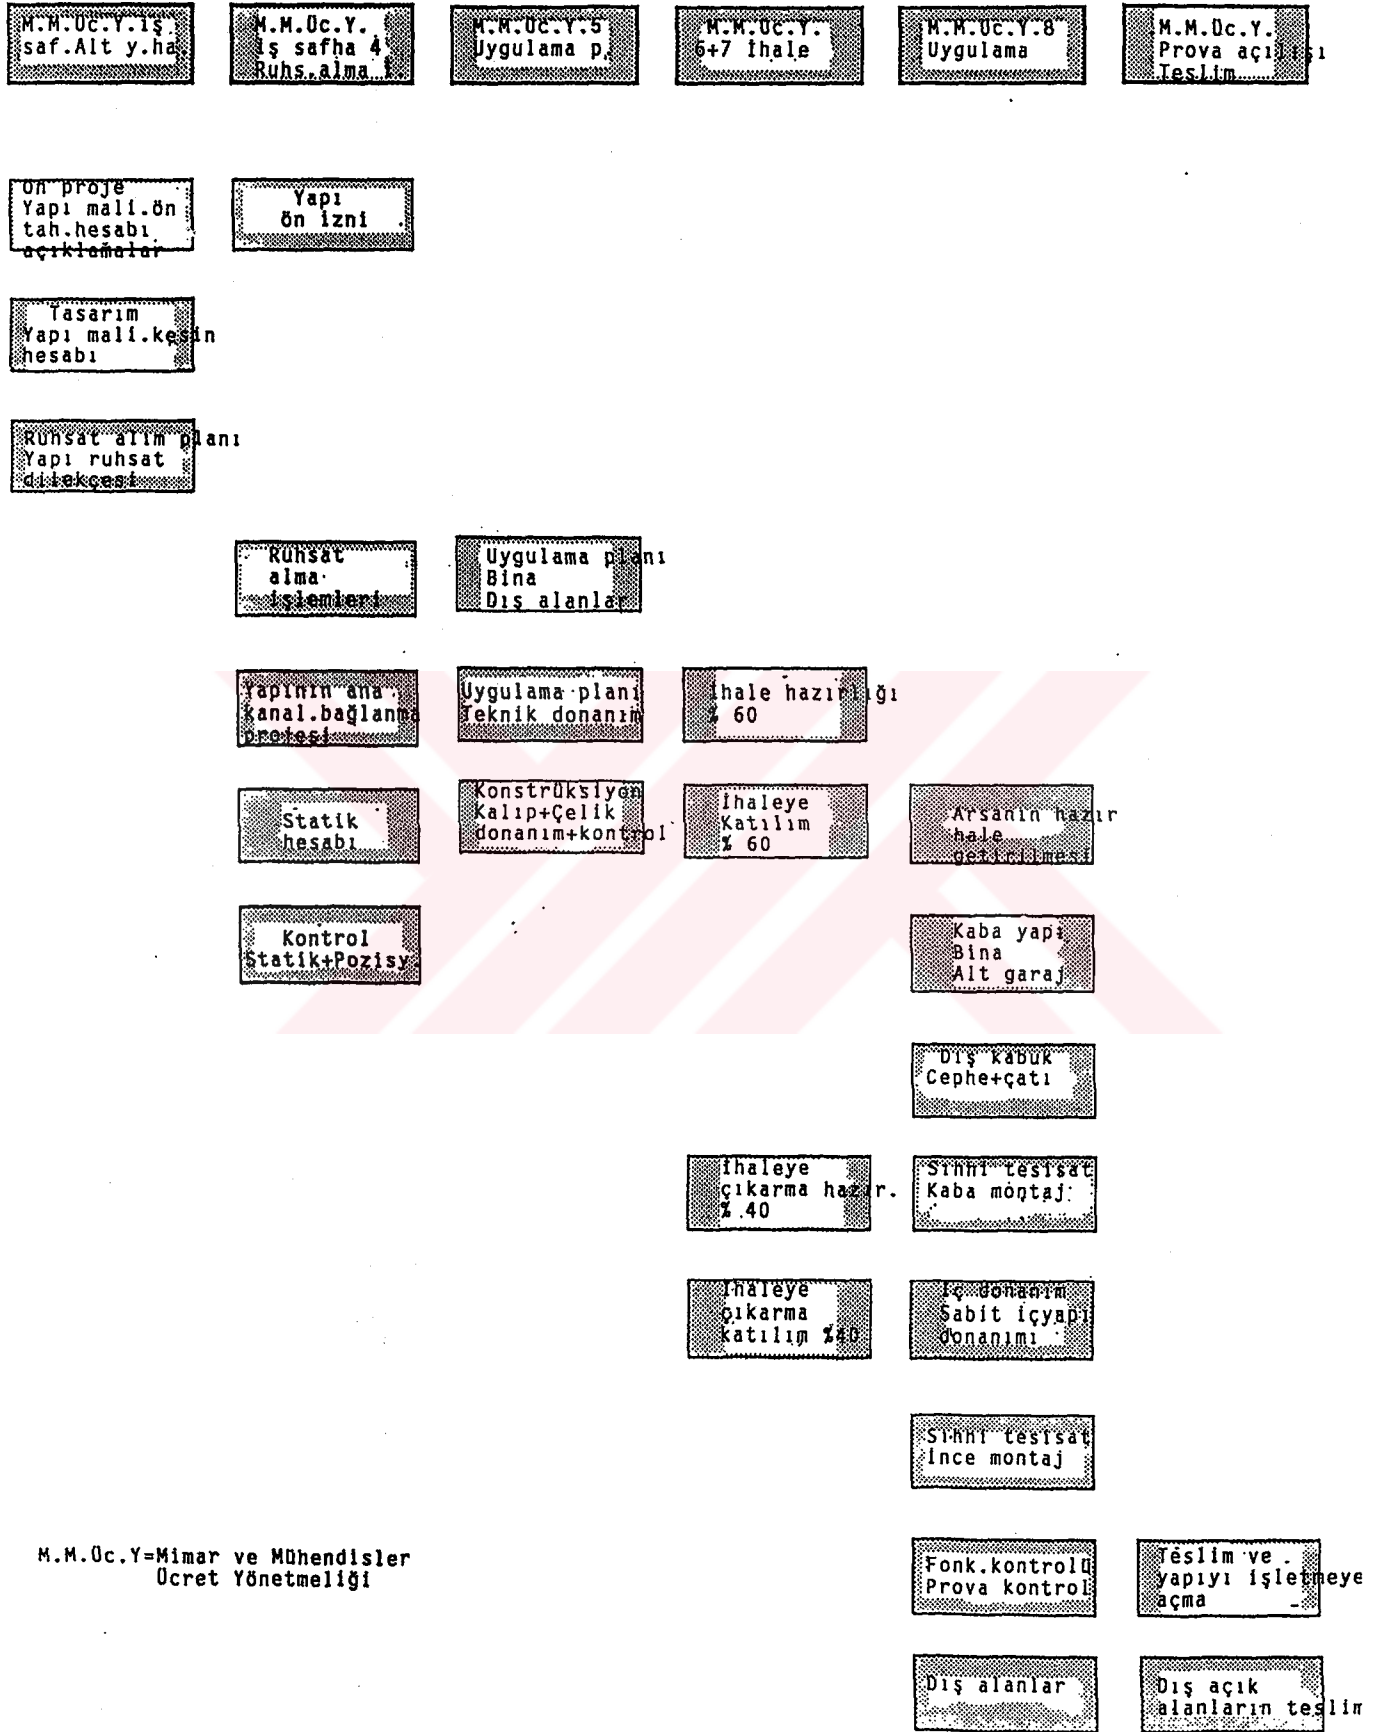 M.M.Üc.Y.iş.
saf.Alt y.ha.
M.M.Üc.Y.
iş safha 4
Ruhs.alma i.
M.M.Üc.Y.5
Uygulama p.
M.M.Üc.Y.
6+7 İhale
M.M.Üc.Y.8
Uygulama
M.M.Üc.Y.
Prova açılışı
Teslim
Ön proje
Yapı mali.ön
tah.hesabı
açıklamalar
Yapı
ön izni
Tasarım
Yapı mali.kesin
hesabı
Ruhsat alım planı
Yapı ruhsat
dilekçesi
Ruhsat
alma
işlemleri
Uygulama planı
Bina
Dış alanlar
Yapının ana
kanal.bağlanma
projesi
Uygulama planı
Teknik donanım
İhale hazırlığı
% 60
Statik
hesabı
Konstrüksiyon
Kalıp+Çelik
donanım+kontrol
İhaleye
Katılım
% 60
Arsanın hazır
hale
getirilmesi
Kontrol
Statik+Pozisy.
Kaba yapı
Bina
Alt garaj
Dış kabuk
Cephe+çatı
İhaleye
çıkarma hazır.
% 40
Sıhhi tesisat
Kaba montaj
İhaleye
çıkarma
katılım %40
İç donanım
Sabit içyapı
donanımı
Sıhhi tesisat
İnce montaj
M.M.Üc.Y=Mimar ve Mühendisler
Ücret Yönetmeliği
Fonk.kontrolü
Prova kontrol
Teslim ve
yapıyı işletmeye
açma
Dış alanlar
Dış açık
alanların teslim